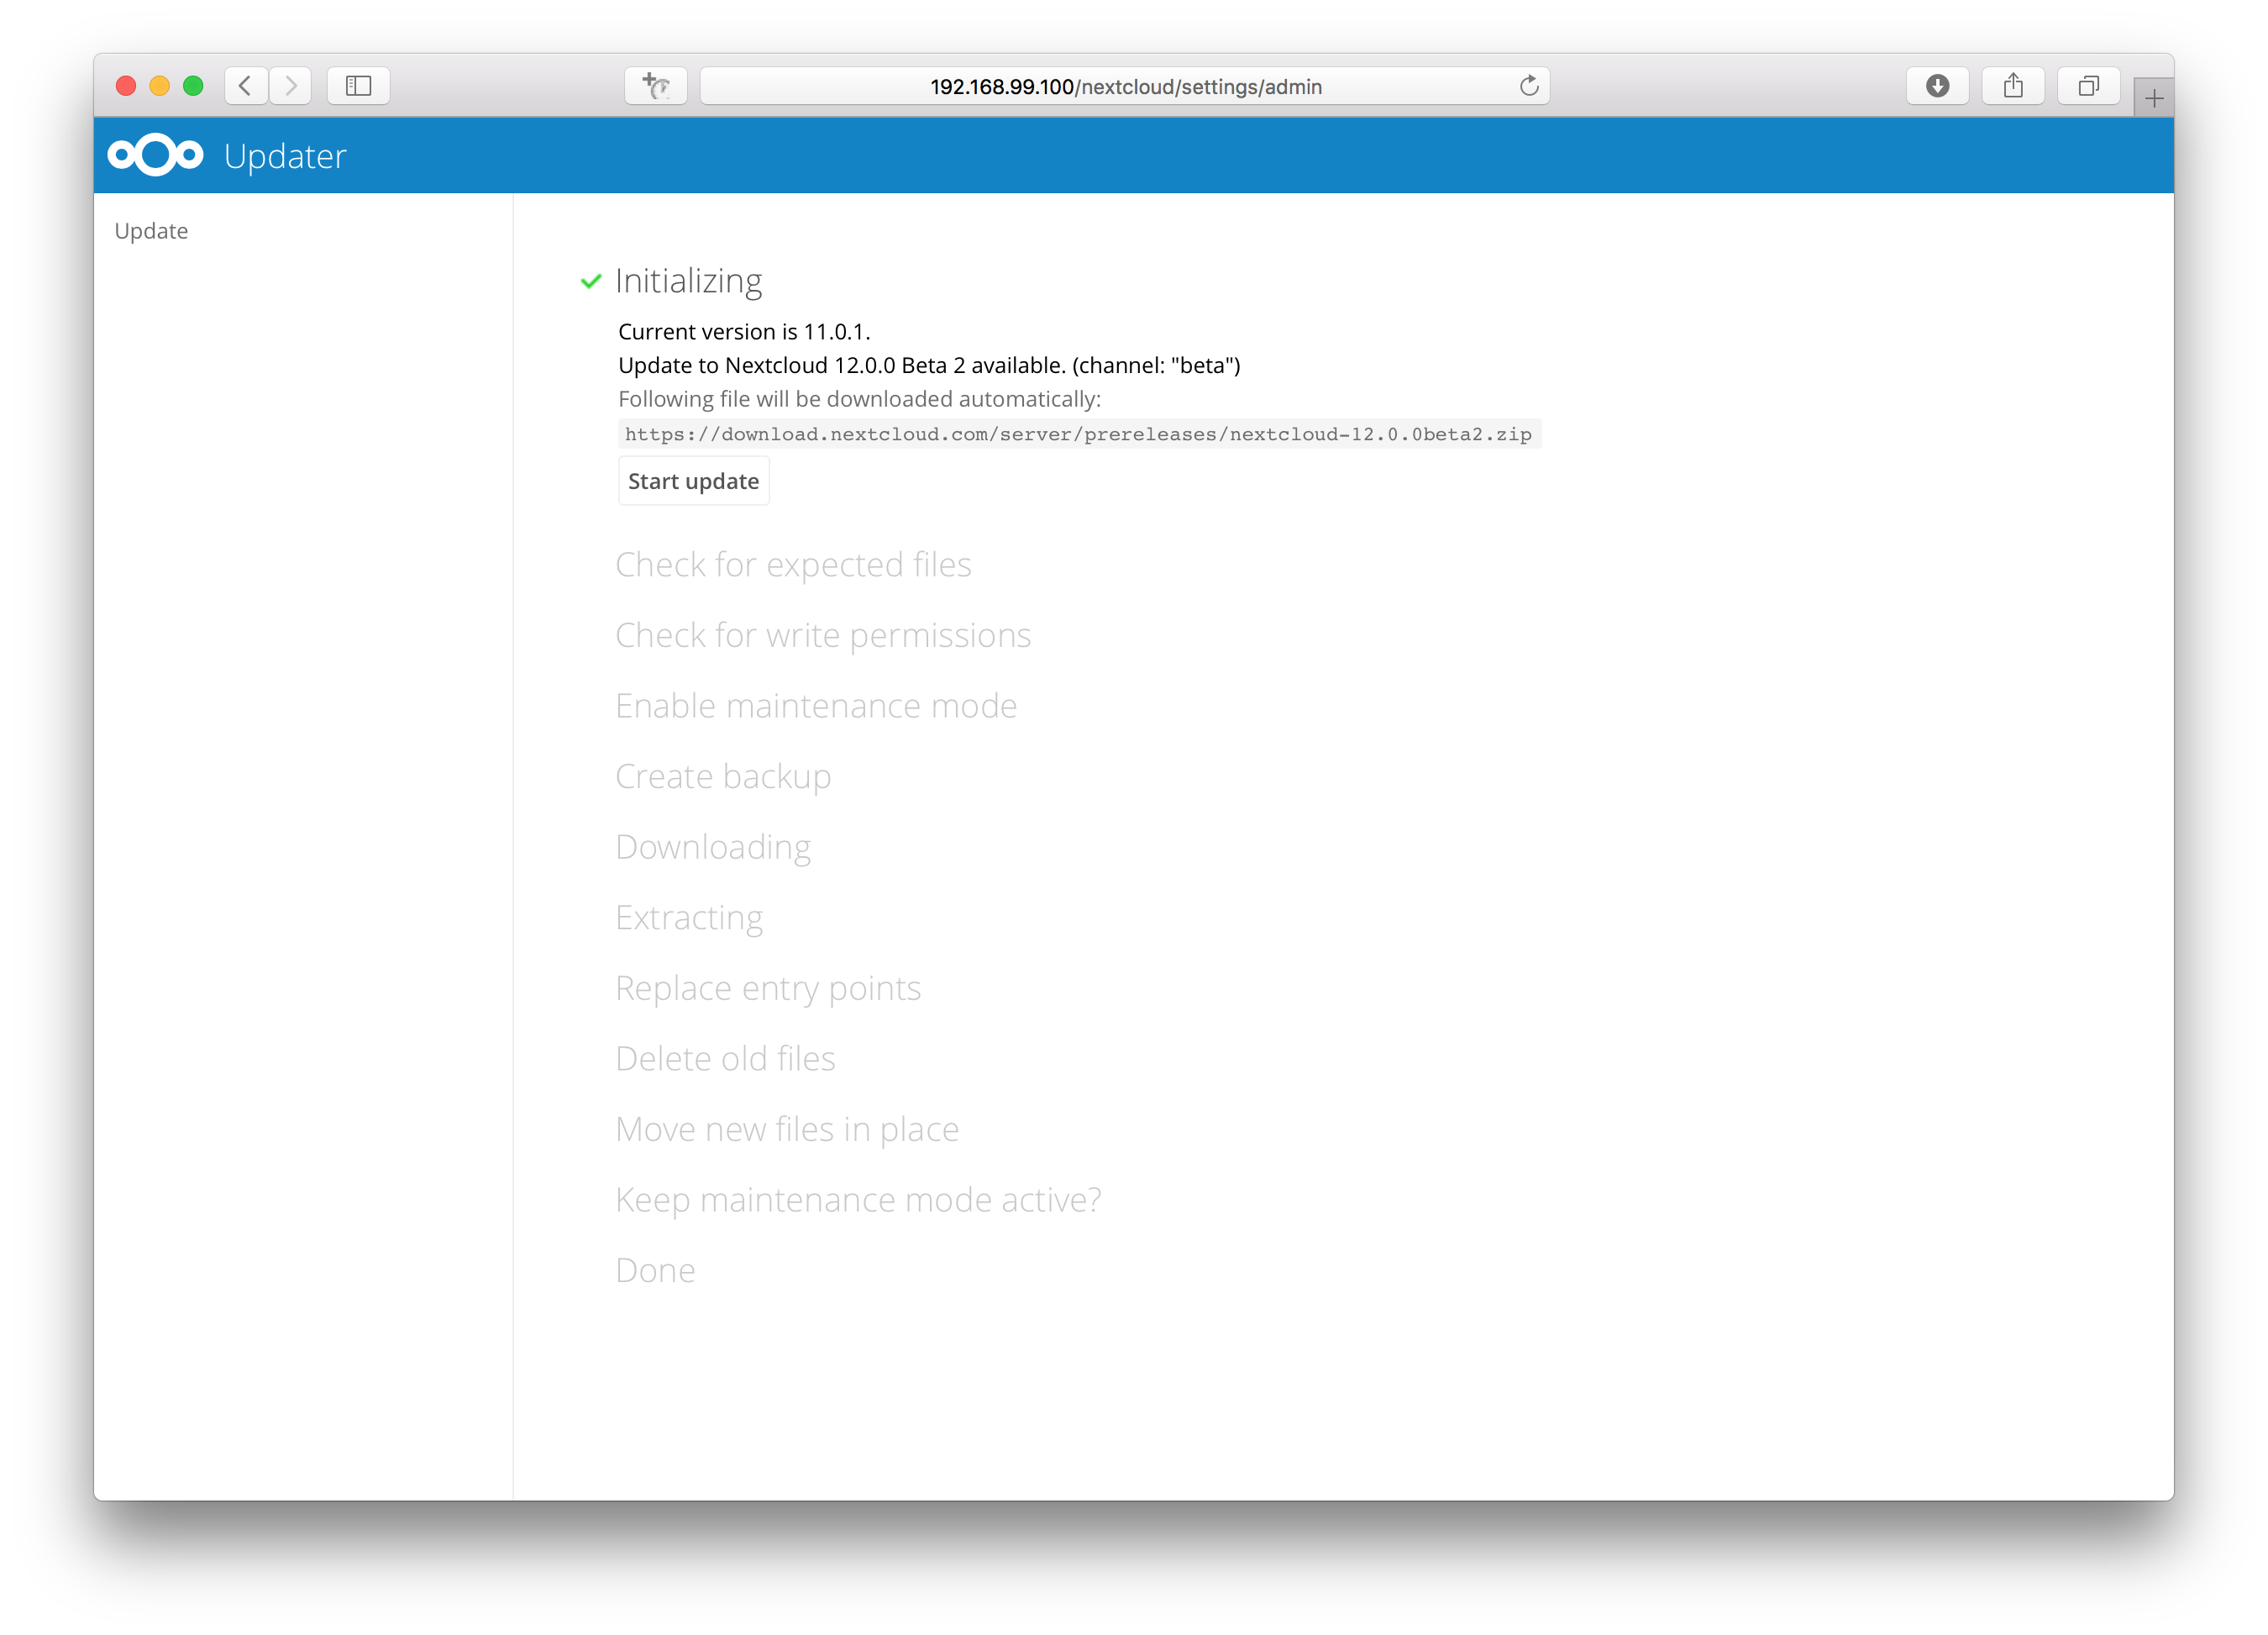 192.168.99.100/nextcloud/settings/admin
Updater
Update
Initializing
Current version is 11.0.1.
Update to Nextcloud 12.0.0 Beta 2 available. (channel: "beta")
Following file will be downloaded automatically:
https://download.nextcloud.com/server/prereleases/nextcloud-12.0.0beta2.zip
Start update
Check for expected files
Check for write permissions
Enable maintenance mode
Create backup
Downloading
Extracting
Replace entry points
Delete old files
Move new files in place
Keep maintenance mode active?
Done